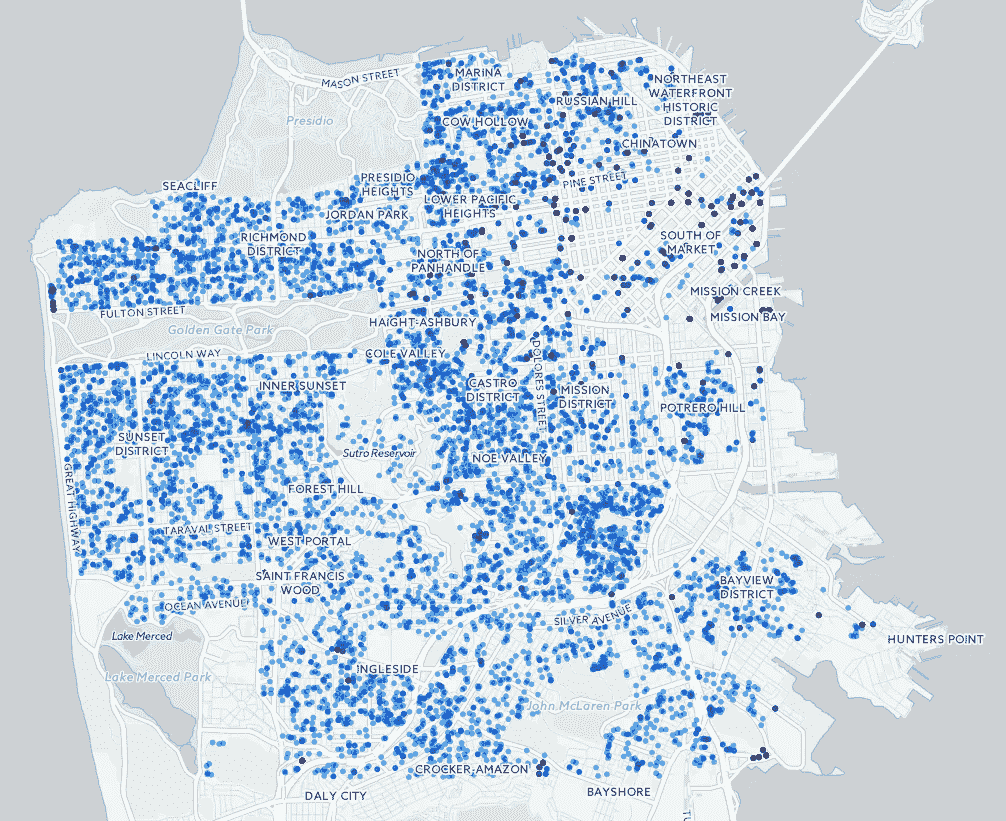 MASON STREET
MARINA
DISTRICT
NORTHEAST
WATERFRONT
HISTORIC
DISTRICT
RUSSIAN HILL
Presidio
COW HOLLOW
CHINATOWN
PRESIDIO
HEIGHTS
PINE STREET
SEACLIFF
LOWER PACIFIC
HEIGHTS
JORDAN PARK
RICHMOND
DISTRICT
SOUTH OF
MARKET
NORTH OF
PANHANDLE
MISSION CREEK
FULTON STREET
MISSION BAY
Golden Gate Park
HAIGHT-ASHBURY
LINCOLN WAY
COLE VALLEY
DOLORES STREET
INNER SUNSET
CASTRO
DISTRICT
MISSION
DISTRICT
POTRERO HILL
SUNSET
DISTRICT
Sutro Reservoir
NOE VALLEY
GREAT HIGHWAY
FOREST HILL
TARAVAL STREET
WEST PORTAL
SAINT FRANCIS
WOOD
BAYVIEW
DISTRICT
OCEAN AVENUE
SILVER AVENUE
Lake Merced
HUNTERS POINT
INGLESIDE
Lake Merced Park
John McLaren Park
CROCKER-AMAZON
DALY CITY
BAYSHORE